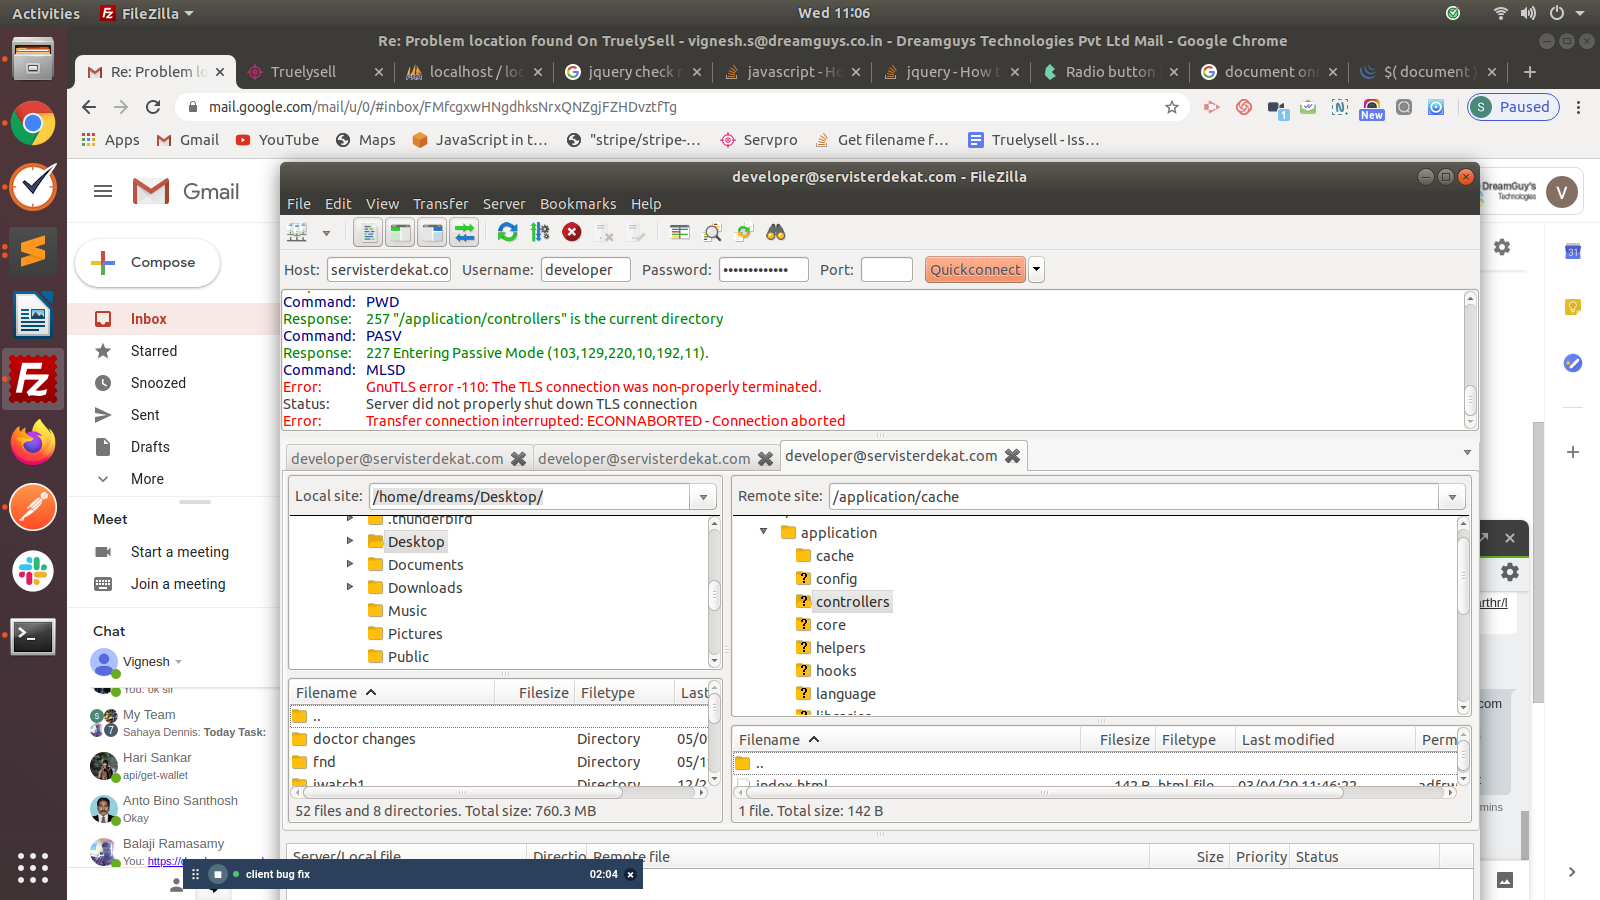 Activities FileZilla Wed 11:06
Re: Problem location found On TruelySell - vignesh.s@dreamguys.co.in - Dreamguys Technologies Pvt Ltd Mail - Google Chrome
Re: Problem lo Truelysell localhost / loc jquery check r javascript - Ho jquery - How t Radio button document onr $( document )
mail.google.com/mail/u/0/#inbox/FMfcgxwHNgdhksNrxQNZgjFZHDvztfTg 1 New S Paused
Apps Gmail YouTube Maps JavaScript in t… "stripe/stripe-… Servpro Get filename f… Truelysell - Iss…
developer@servisterdekat.com - FileZilla
Gmail
DreamGuy's
Technologies
V
File Edit View Transfer Server Bookmarks Help
Compose
Host: servisterdekat.co Username: developer Password: ••••••••••••• Port: Quickconnect
Command: PWD
Response: 257 "/application/controllers" is the current directory
Command: PASV
Response: 227 Entering Passive Mode (103,129,220,10,192,11).
Command: MLSD
Error: GnuTLS error -110: The TLS connection was non-properly terminated.
Status: Server did not properly shut down TLS connection
Error: Transfer connection interrupted: ECONNABORTED - Connection aborted
Inbox
Starred
Snoozed
Sent
Drafts
More
Meet
Start a meeting
Join a meeting
Chat
Vignesh
You: ok sir
My Team
Sahaya Dennis: Today Task:
Hari Sankar
api/get-wallet
Anto Bino Santhosh
Okay
Balaji Ramasamy
You: https://d
developer@servisterdekat.com developer@servisterdekat.com developer@servisterdekat.com
Local site: /home/dreams/Desktop/
.thunderbird
Desktop
Documents
Downloads
Music
Pictures
Public
Filename Filesize Filetype Last
..
doctor changes Directory 05/0
fnd Directory 05/1
iwatch1 Directory 12/2
52 files and 8 directories. Total size: 760.3 MB
Remote site: /application/cache
application
cache
config
controllers
core
helpers
hooks
language
libraries
Filename Filesize Filetype Last modified Perm
..
index.html 142 B html-file 03/04/20 11:46:22 adfrw
1 file. Total size: 142 B
Server/Local file Directio Remote file Size Priority Status
client bug fix 02:04
arthr/l
com
mins